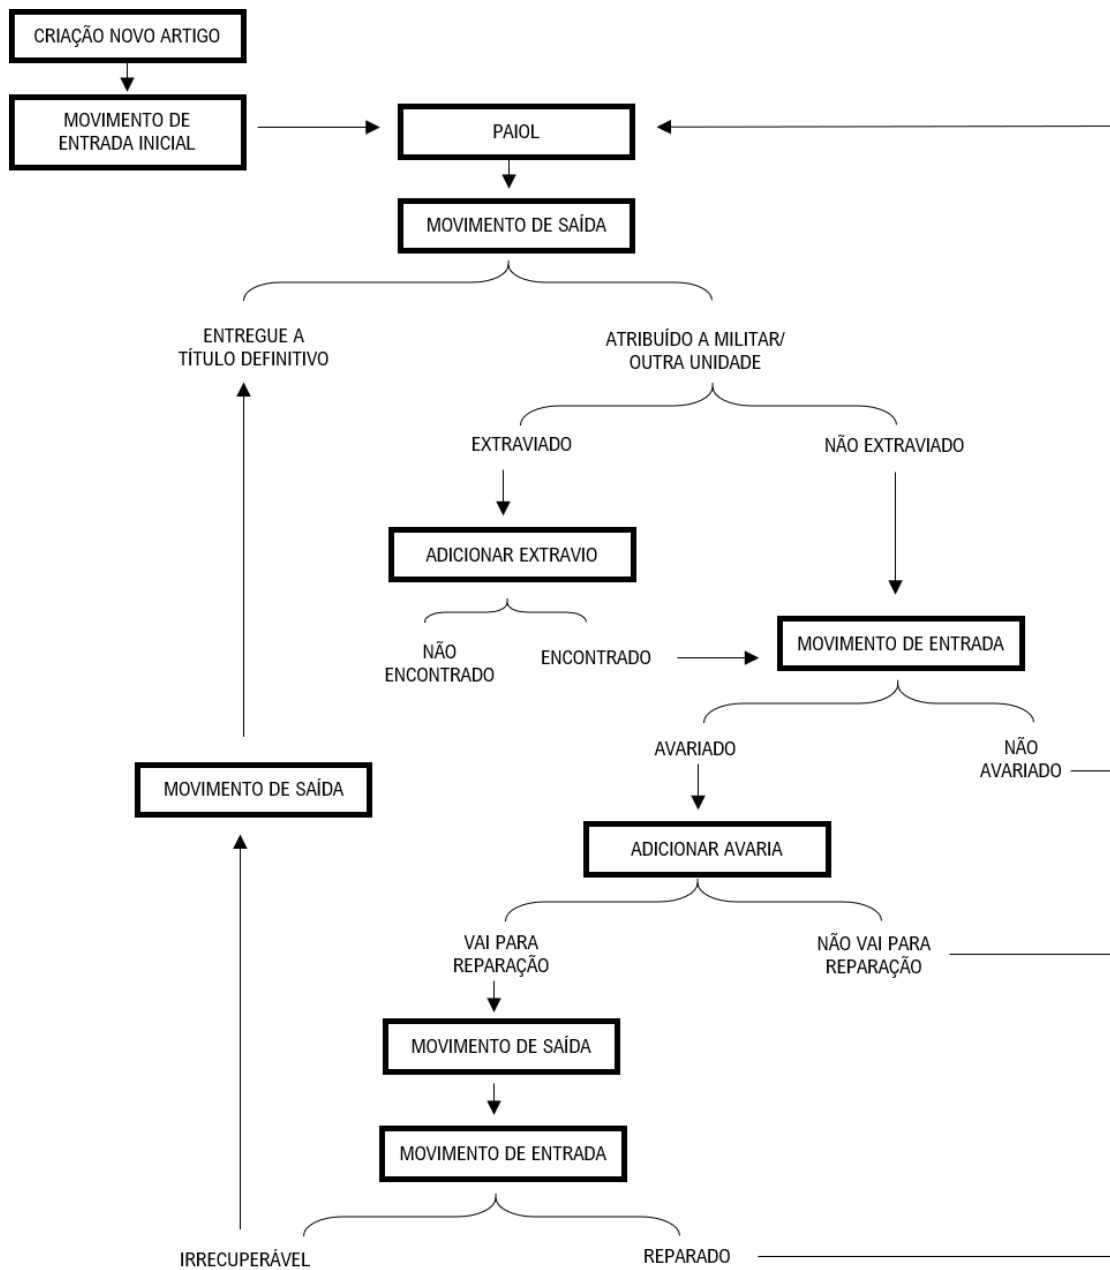 CRIAÇÃO NOVO ARTIGO
MOVIMENTO DE
ENTRADA INICIAL
PAIOL
MOVIMENTO DE SAÍDA
ENTREGUE A
TÍTULO DEFINITIVO
ATRIBUÍDO A MILITAR/
OUTRA UNIDADE
EXTRAVIADO
NÃO EXTRAVIADO
ADICIONAR EXTRAVIO
NÃO
ENCONTRADO
ENCONTRADO
MOVIMENTO DE ENTRADA
AVARIADO
NÃO
AVARIADO
MOVIMENTO DE SAÍDA
ADICIONAR AVARIA
VAI PARA
REPARAÇÃO
NÃO VAI PARA
REPARAÇÃO
MOVIMENTO DE SAÍDA
MOVIMENTO DE ENTRADA
IRRECUPERÁVEL
REPARADO